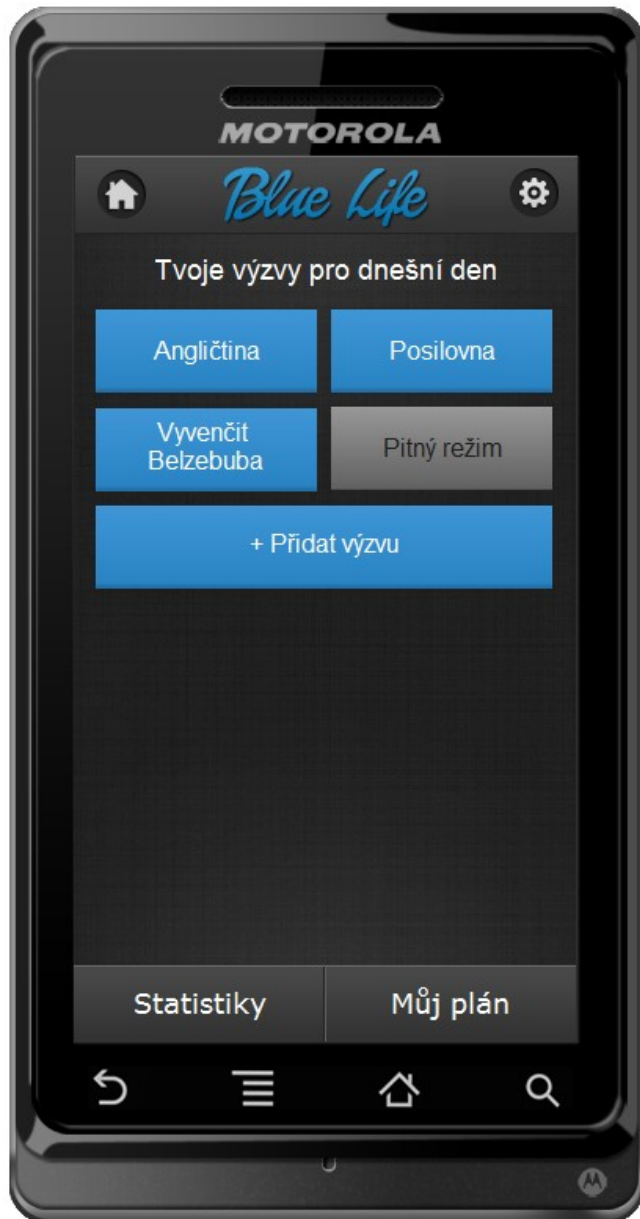 MOTOROLA
Blue Life
Tvoje výzvy pro dnešní den
Angličtina
Posilovna
Vyvenčit
Belzebuba
Pitný režim
+ Přidat výzvu
Statistiky
Můj plán